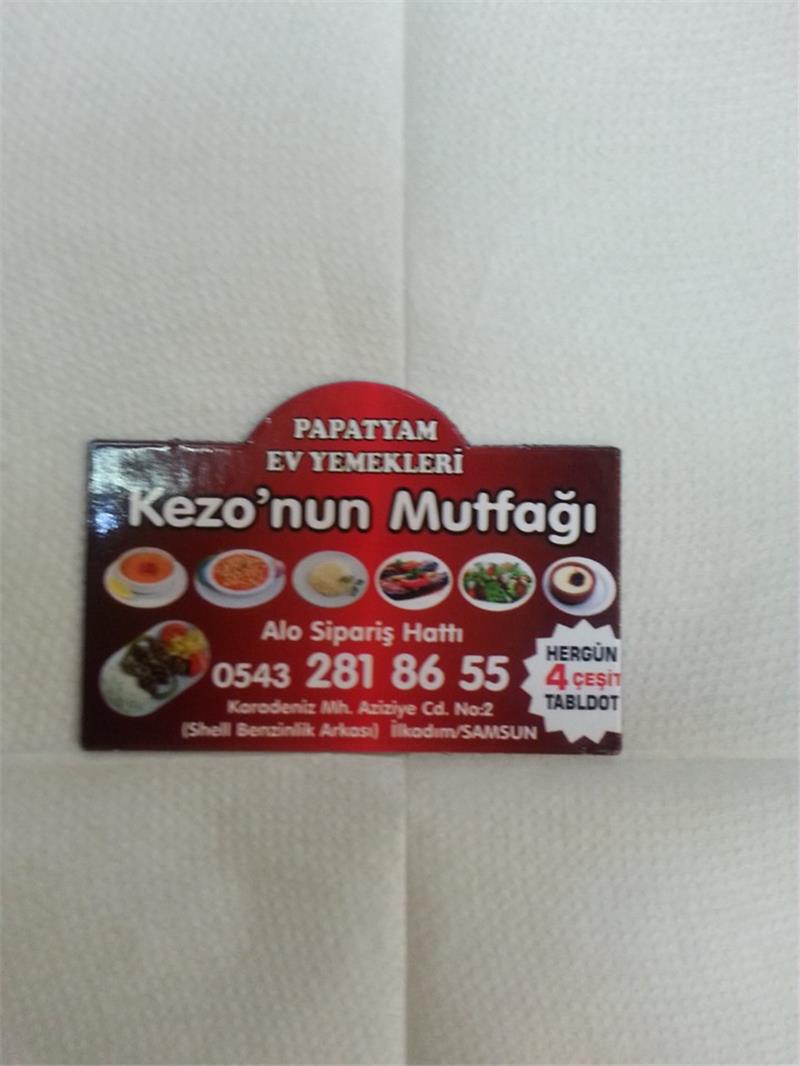 PAPATYAM
EV YEMEKLERİ
Kezo'nun Mutfağı
Alo Sipariş Hattı
0543 281 86 55
Karadeniz Mh. Aziziye Cd. No:2
(Shell Benzinlik Arkası) İlkadım/SAMSUN
HERGÜN
4 ÇEŞİT
TABLDOT